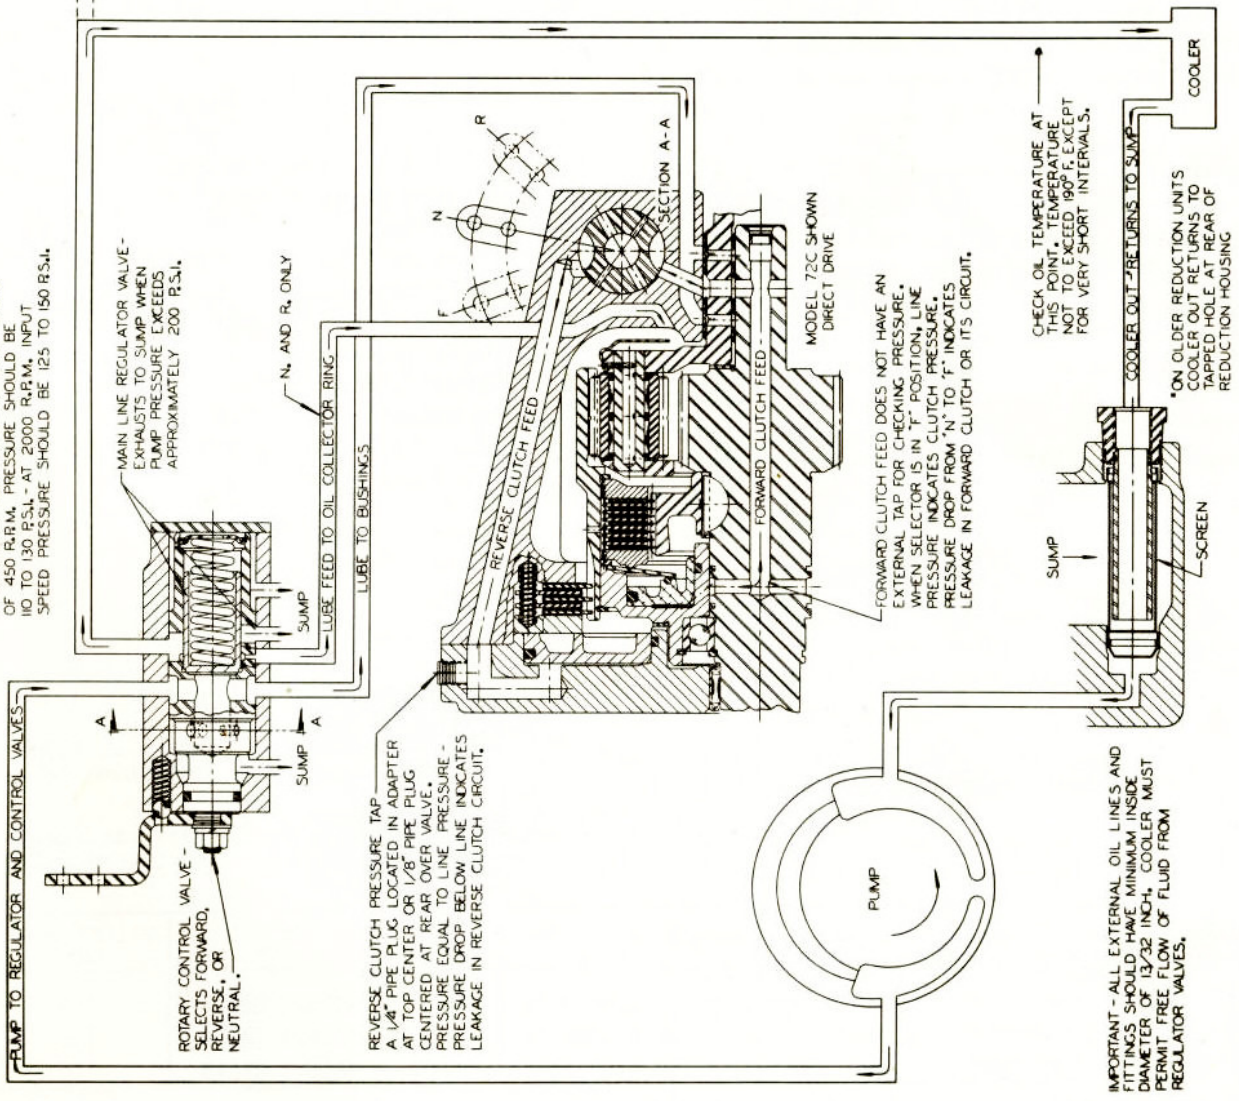 OF 450 R.P.M. PRESSURE SHOULD BE
110 TO 130 P.S.I. - AT 2000 R.P.M. INPUT
SPEED PRESSURE SHOULD BE 125 TO 150 P.S.I.
PUMP TO REGULATOR AND CONTROL VALVES
MAIN LINE REGULATOR VALVE-
EXHAUSTS TO SUMP WHEN
PUMP PRESSURE EXCEEDS
APPROXIMATELY 200 P.S.I.
N. AND R. ONLY
LUBE FEED TO OIL COLLECTOR RING
LUBE TO BUSHINGS
SUMP
SUMP
A
A
ROTARY CONTROL VALVE -
SELECTS FORWARD,
REVERSE, OR
NEUTRAL.
REVERSE CLUTCH PRESSURE TAP
A 1/4" PIPE PLUG LOCATED IN ADAPTER
AT TOP CENTER OR 1/8" PIPE PLUG
CENTERED AT REAR OVER VALVE.
PRESSURE EQUAL TO LINE PRESSURE -
PRESSURE DROP BELOW LINE INDICATES
LEAKAGE IN REVERSE CLUTCH CIRCUIT.
F
N
R
SECTION A-A
REVERSE CLUTCH FEED
FORWARD CLUTCH FEED
MODEL 72C SHOWN
DIRECT DRIVE
FORWARD CLUTCH FEED DOES NOT HAVE AN
EXTERNAL TAP FOR CHECKING PRESSURE.
WHEN SELECTOR IS IN "F" POSITION, LINE
PRESSURE INDICATES CLUTCH PRESSURE.
PRESSURE DROP FROM "N" TO "F" INDICATES
LEAKAGE IN FORWARD CLUTCH OR ITS CIRCUIT.
PUMP
CHECK OIL TEMPERATURE AT
THIS POINT. TEMPERATURE
NOT TO EXCEED 190° F. EXCEPT
FOR VERY SHORT INTERVALS.
COOLER
COOLER OUT "RETURNS TO SUMP
"ON OLDER REDUCTION UNITS
COOLER OUT RETURNS TO
TAPPED HOLE AT REAR OF
REDUCTION HOUSING
SUMP
SCREEN
IMPORTANT - ALL EXTERNAL OIL LINES AND
FITTINGS SHOULD HAVE MINIMUM INSIDE
DIAMETER OF 13/32 INCH. COOLER MUST
PERMIT FREE FLOW OF FLUID FROM
REGULATOR VALVES.